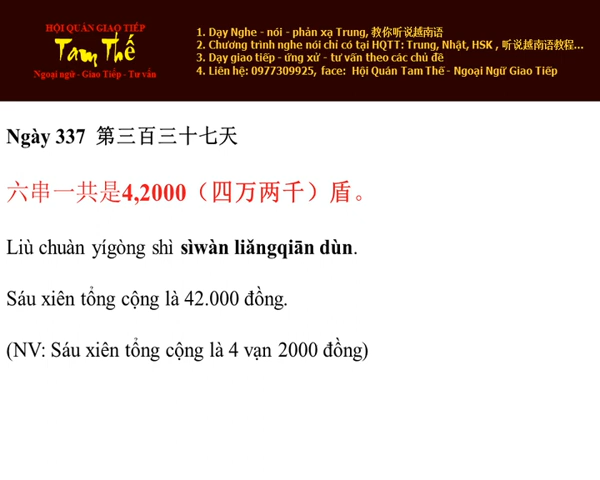 HỘI QUÁN GIAO TIẾP
Tam Thế
Ngoại ngữ - Giao Tiếp - Tư vấn
1. Dạy Nghe - nói - phản xạ Trung, 教你听说越南语
2. Chương trình nghe nói chỉ có tại HQTT: Trung, Nhật, HSK , 听说越南语教程...
3. Dạy giao tiếp - ứng xử - tư vấn theo các chủ đề
4. Liên hệ: 0977309925, face: Hội Quán Tam Thế - Ngoại Ngữ Giao Tiếp
Ngày 337 第三百三十七天
六串一共是4,2000（四万两千）盾。
Liù chuàn yígòng shì sìwàn liǎngqiān dùn.
Sáu xiên tổng cộng là 42.000 đồng.
(NV: Sáu xiên tổng cộng là 4 vạn 2000 đồng)